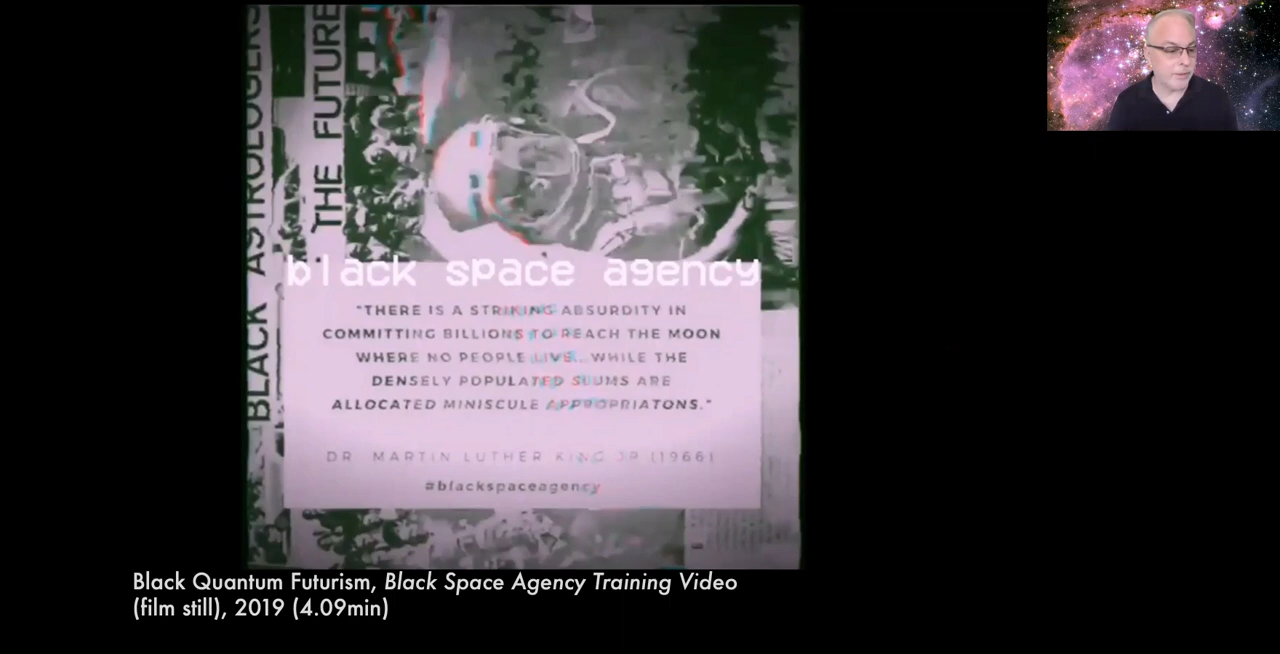 BLACK ASTROLOGERS
: THE FUTURE
black space agency
"THERE IS A STRIKING ABSURDITY IN
COMMITTING BILLIONS TO REACH THE MOON
WHERE NO PEOPLE LIVE... WHILE THE
DENSELY POPULATED SLUMS ARE
ALLOCATED MINISCULE APPROPRIATONS."
DR. MARTIN LUTHER KING JR (1966)
#blackspaceagency
Black Quantum Futurism, Black Space Agency Training Video
(film still), 2019 (4.09min)